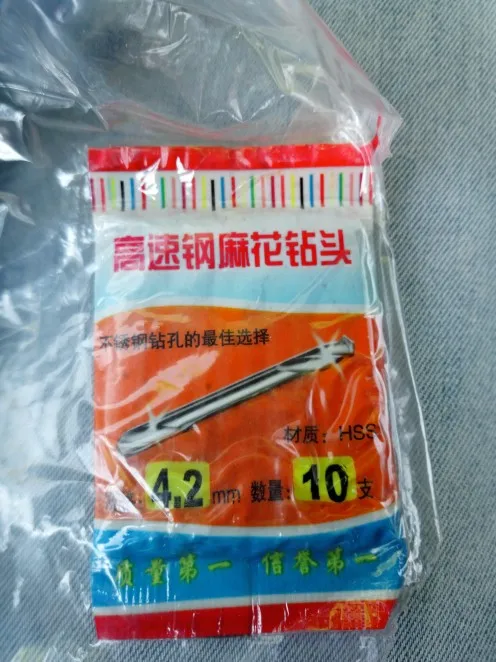 高速钢麻花钻头
不锈钢钻孔的最佳选择
材质：HSS
4.2 mm 数量：10 支
质量第一 信誉第一